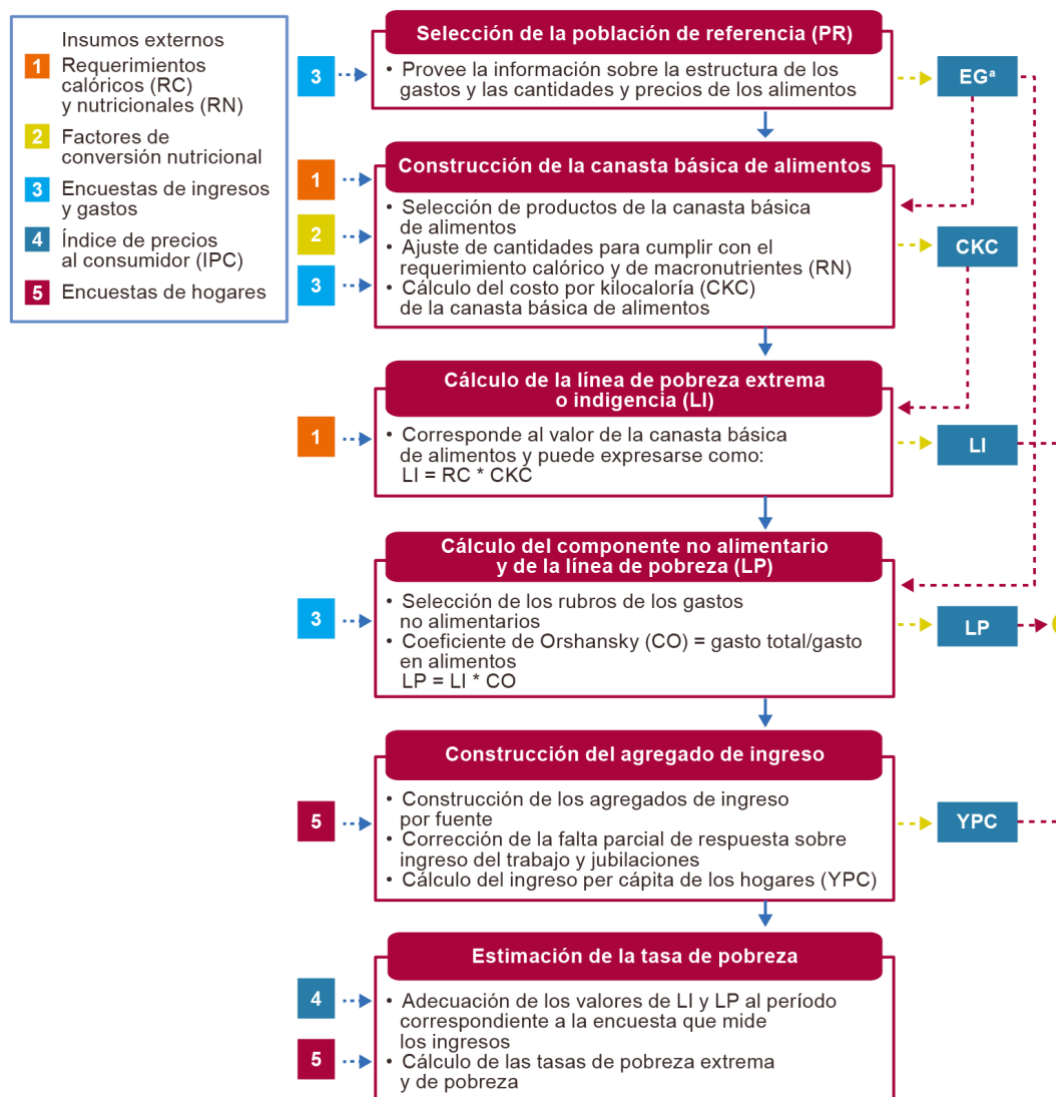 Insumos externos
1 Requerimientos
calóricos (RC)
y nutricionales (RN)
2 Factores de
conversión nutricional
3 Encuestas de ingresos
y gastos
4 Índice de precios
al consumidor (IPC)
5 Encuestas de hogares
Selección de la población de referencia (PR)
3
• Provee la información sobre la estructura de los
gastos y las cantidades y precios de los alimentos
EGª
Construcción de la canasta básica de alimentos
1
2
3
• Selección de productos de la canasta básica
de alimentos
• Ajuste de cantidades para cumplir con el
requerimiento calórico y de macronutrientes (RN)
• Cálculo del costo por kilocaloría (CKC)
de la canasta básica de alimentos
CKC
Cálculo de la línea de pobreza extrema
o indigencia (LI)
1
• Corresponde al valor de la canasta básica
de alimentos y puede expresarse como:
LI = RC * CKC
LI
Cálculo del componente no alimentario
y de la línea de pobreza (LP)
3
• Selección de los rubros de los gastos
no alimentarios
• Coeficiente de Orshansky (CO) = gasto total/gasto
en alimentos
LP = LI * CO
LP
Construcción del agregado de ingreso
5
• Construcción de los agregados de ingreso
por fuente
• Corrección de la falta parcial de respuesta sobre
ingreso del trabajo y jubilaciones
• Cálculo del ingreso per cápita de los hogares (YPC)
YPC
Estimación de la tasa de pobreza
4
5
• Adecuación de los valores de LI y LP al período
correspondiente a la encuesta que mide
los ingresos
• Cálculo de las tasas de pobreza extrema
y de pobreza